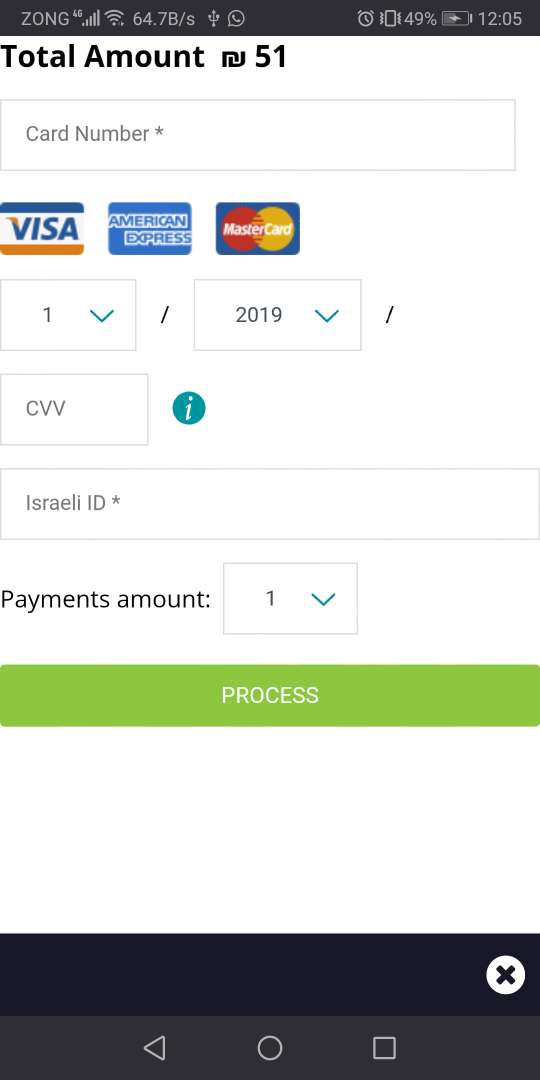 ZONG 4G 64.7B/s 49% 12:05
Total Amount ₪ 51
Card Number *
VISA AMERICAN EXPRESS MasterCard
1 / 2019 /
CVV i
Israeli ID *
Payments amount: 1
PROCESS